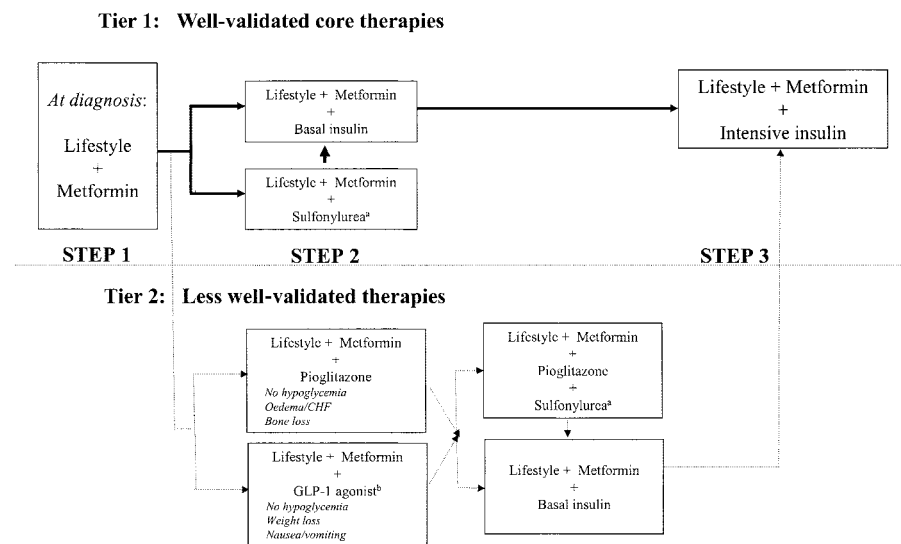 Tier 1: Well-validated core therapies
At diagnosis:
Lifestyle
+
Metformin
Lifestyle + Metformin
+
Basal insulin
Lifestyle + Metformin
+
Sulfonylureaᵃ
Lifestyle + Metformin
+
Intensive insulin
STEP 1
STEP 2
STEP 3
Tier 2: Less well-validated therapies
Lifestyle + Metformin
+
Pioglitazone
No hypoglycemia
Oedema/CHF
Bone loss
Lifestyle + Metformin
+
GLP-1 agonistᵇ
No hypoglycemia
Weight loss
Nausea/vomiting
Lifestyle + Metformin
+
Pioglitazone
+
Sulfonylureaᵃ
Lifestyle + Metformin
+
Basal insulin